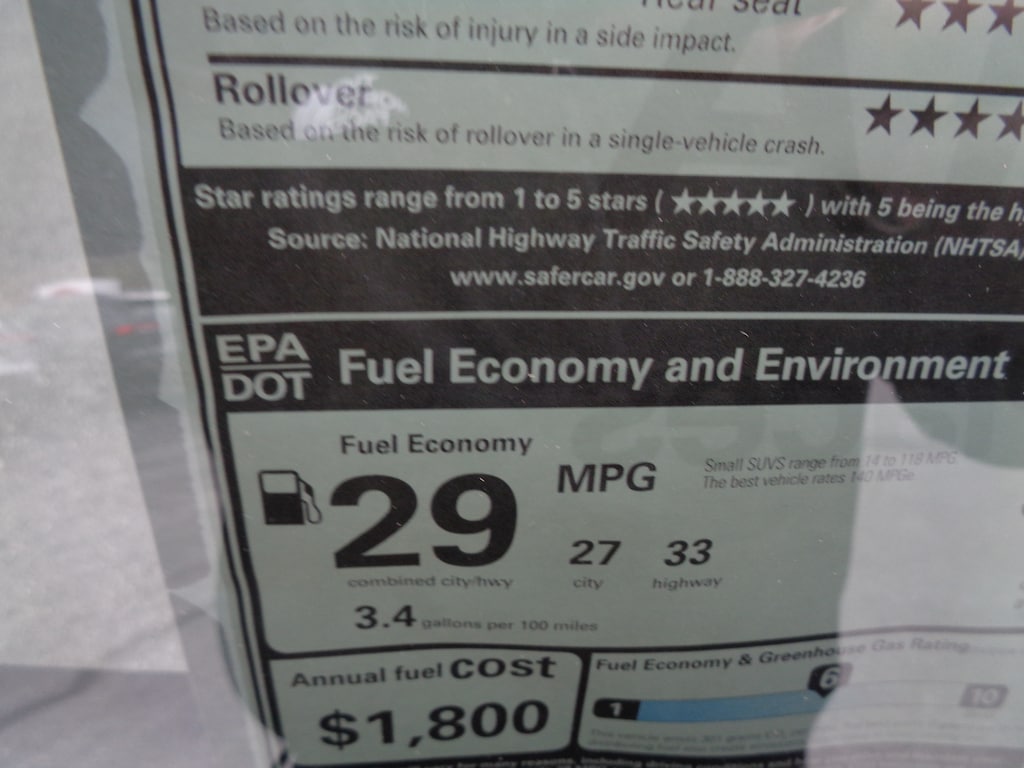 Rear seat ★★★
Based on the risk of injury in a side impact.
Rollover ★★★★
Based on the risk of rollover in a single-vehicle crash.
Star ratings range from 1 to 5 stars (★★★★★) with 5 being the h
Source: National Highway Traffic Safety Administration (NHTSA)
www.safercar.gov or 1-888-327-4236
EPA
DOT Fuel Economy and Environment
Fuel Economy
29 MPG
Small SUVS range from 14 to 118 MPG.
The best vehicle rates 140 MPGe
27 33
combined city/hwy city highway
3.4 gallons per 100 miles
Annual fuel COST
$1,800
Fuel Economy & Greenhouse Gas Rating
1 6 10